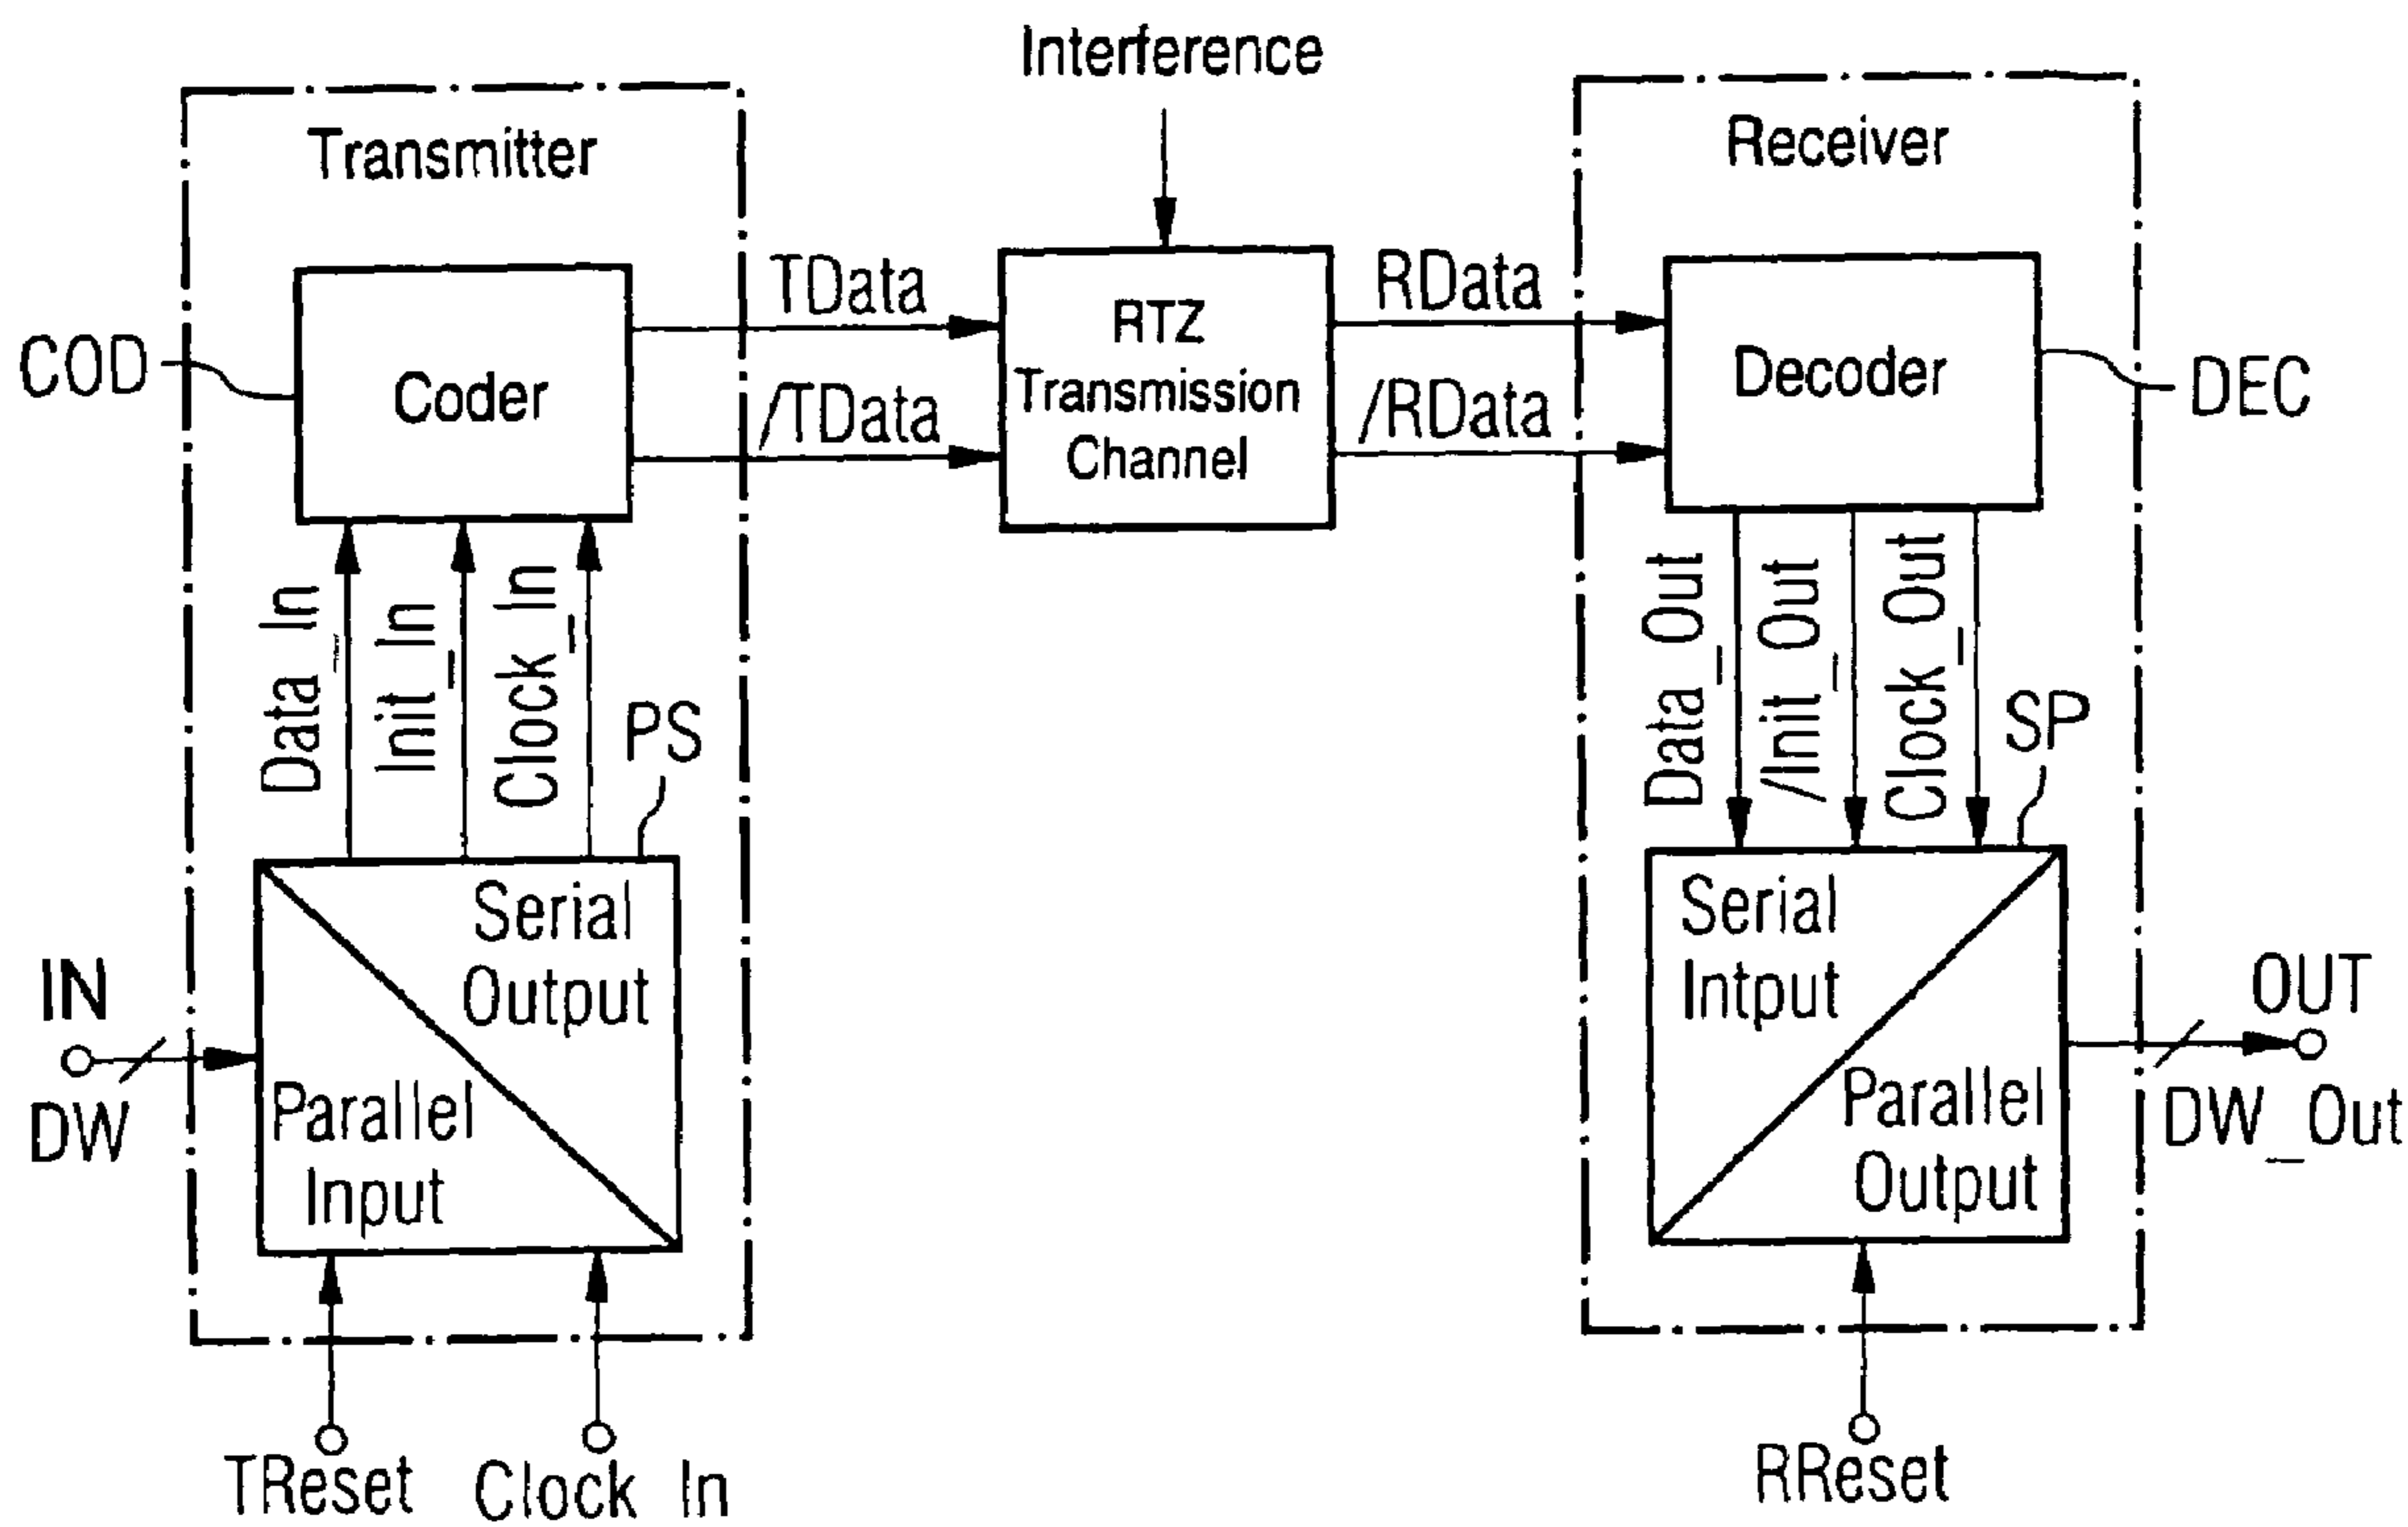 Interference
Transmitter
Receiver
TData
RData
RTZ
Transmission
Channel
COD
Coder
Decoder
DEC
/TData
/RData
Data_In
Init_In
Clock_In
PS
Data_Out
/Init_Out
Clock_Out
SP
Serial
Output
Serial
Intput
IN
DW
Parallel
Input
Parallel
Output
OUT
DW_Out
TReset
Clock In
RReset